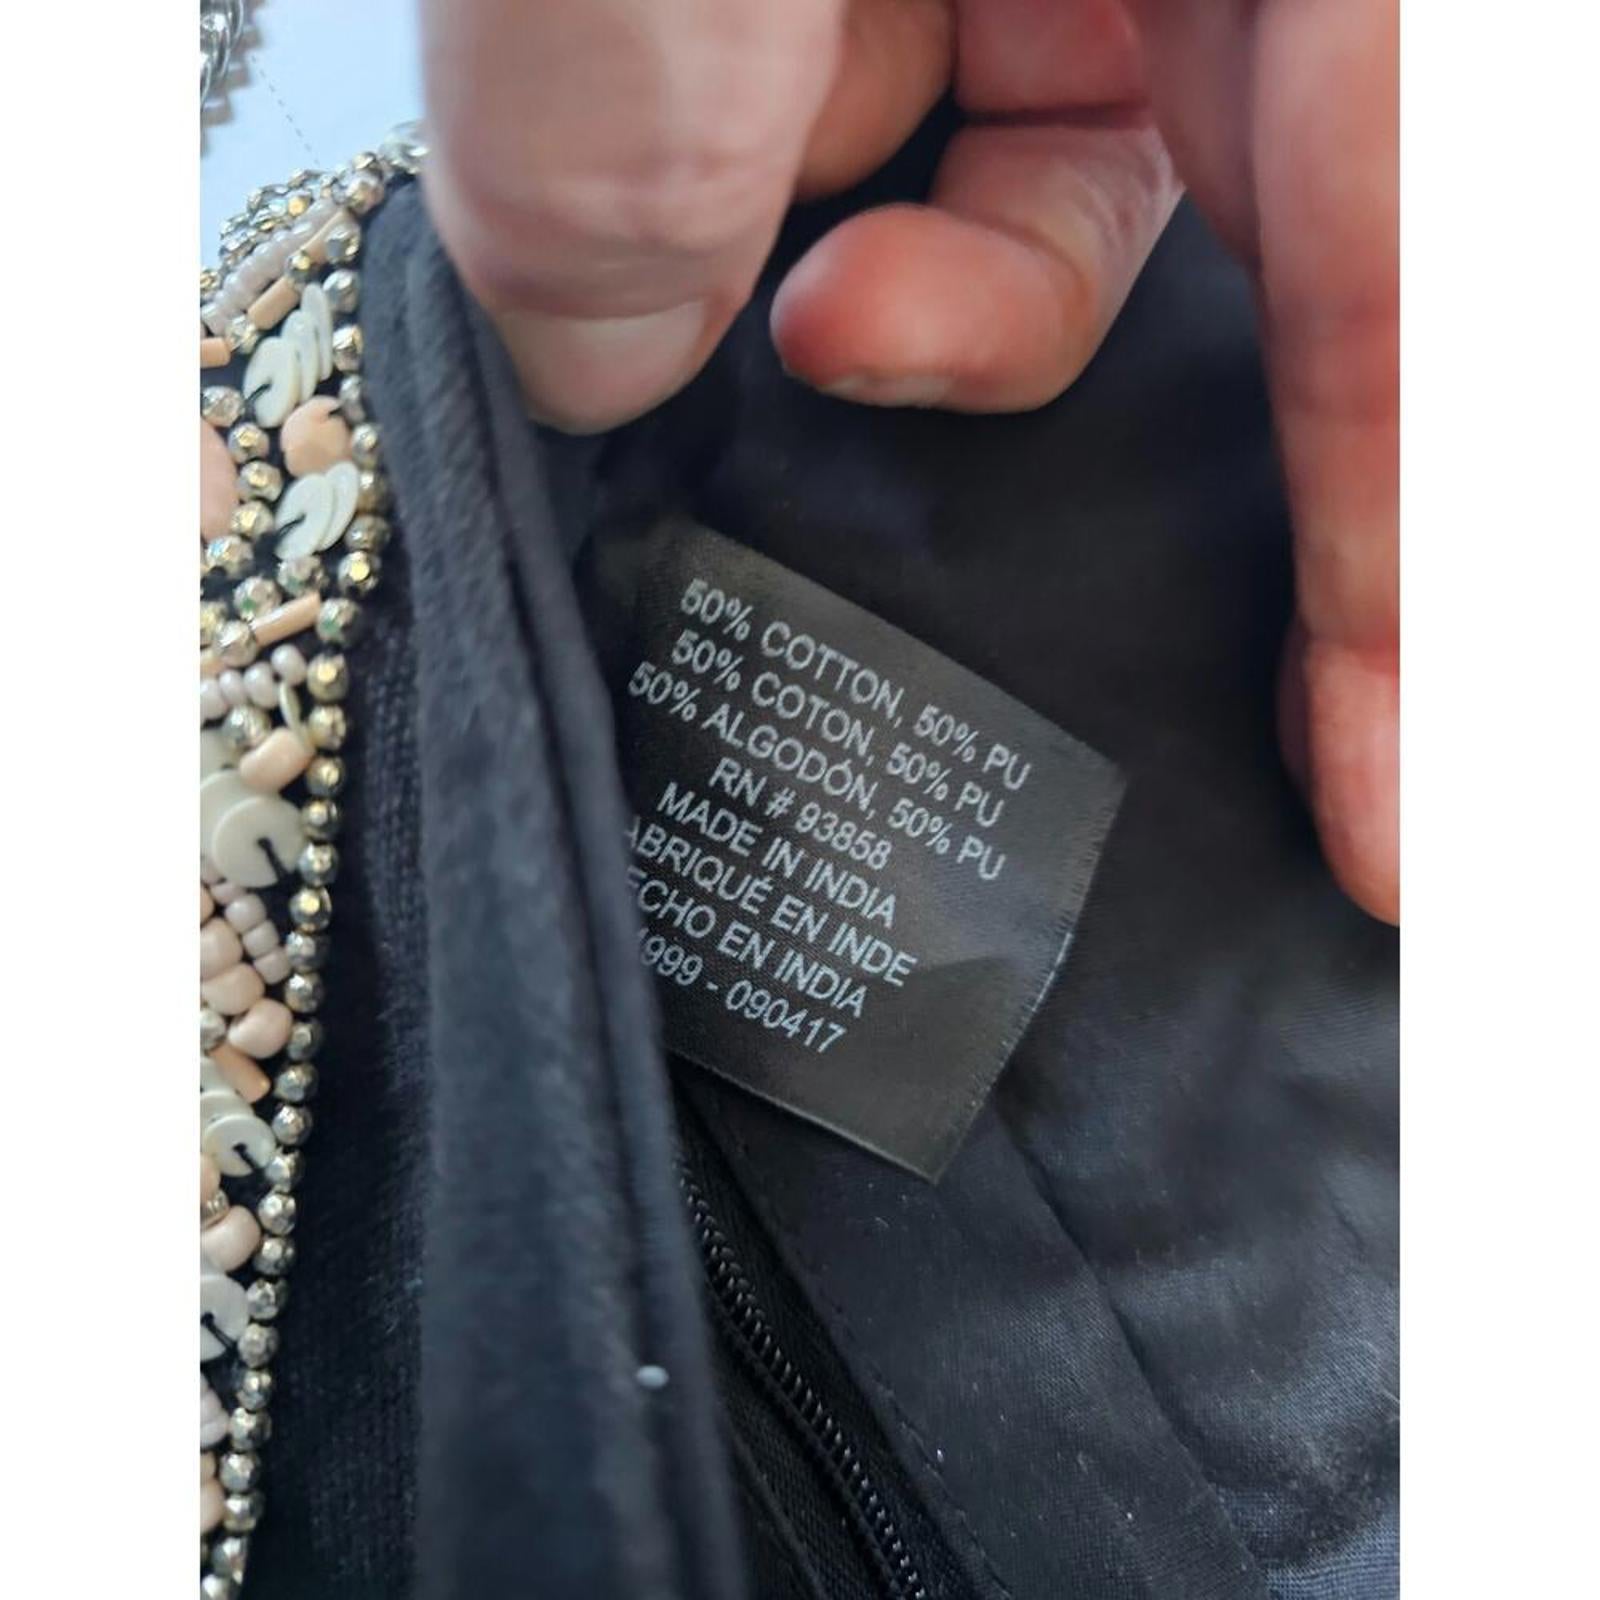 50% COTTON, 50% PU
50% COTON, 50% PU
50% ALGODÓN, 50% PU
RN # 93858
MADE IN INDIA
ABRIQUÉ EN INDE
ECHO EN INDIA
999 - 090417